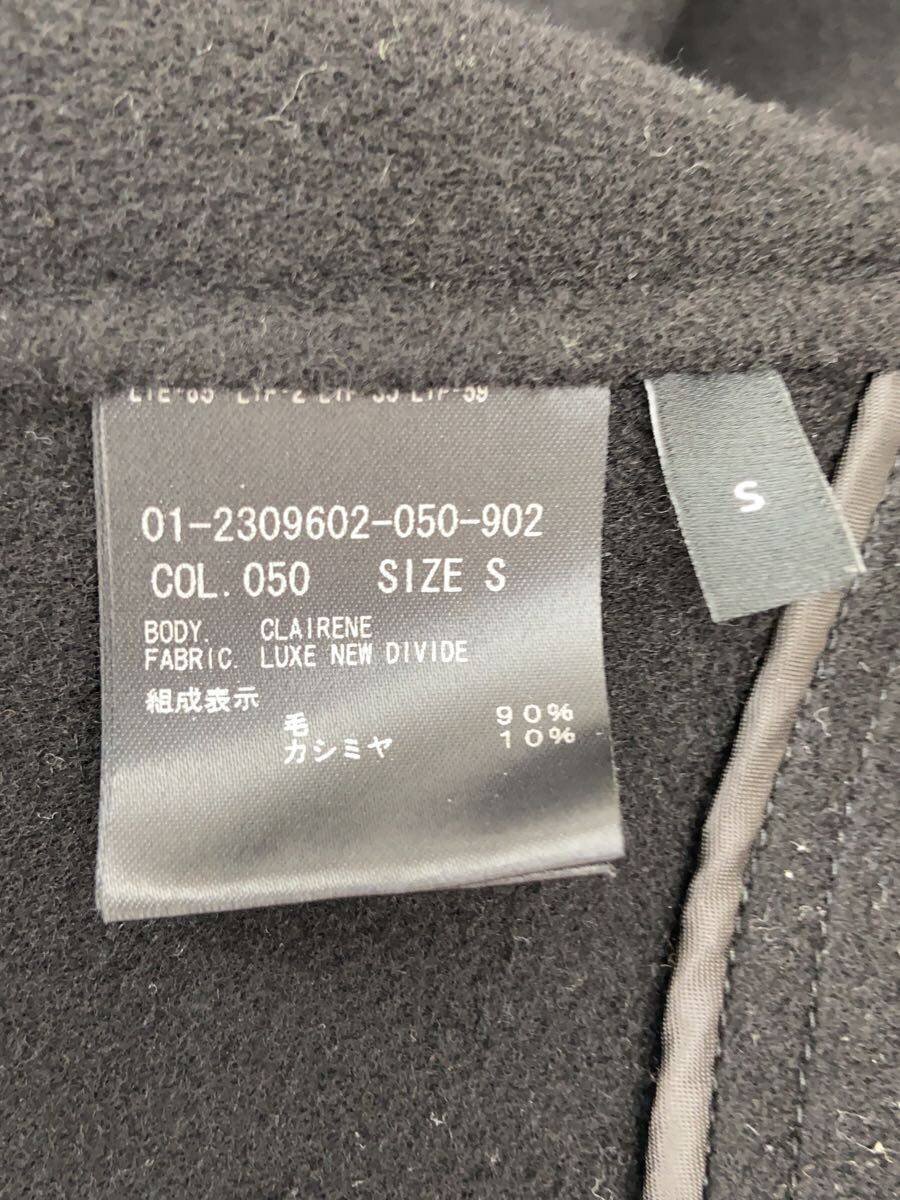 01-2309602-050-902
COL. 050 SIZE S
BODY. CLAIRENE
FABRIC. LUXE NEW DIVIDE
組成表示
毛 90%
カシミヤ 10%
S